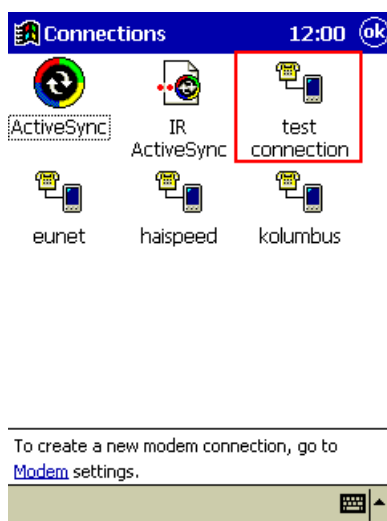 Connections 12:00 ok
ActiveSync IR ActiveSync test connection
eunet haispeed kolumbus
To create a new modem connection, go to
Modem settings.